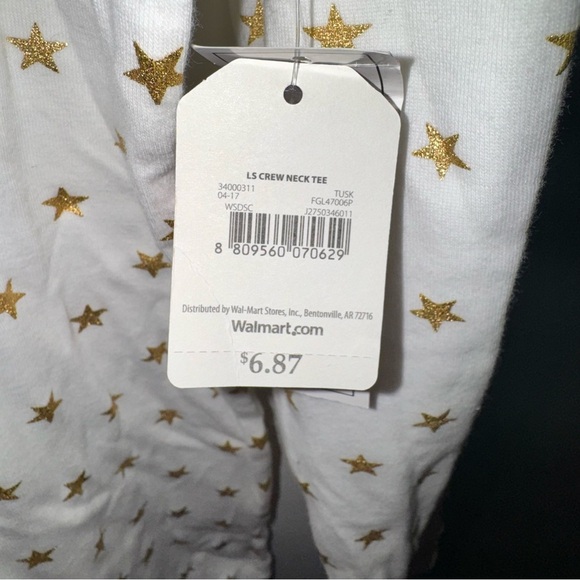 LS CREW NECK TEE
34000311 TUSK
04-17 FGL47006P
WSDSC J2750346011
8 809560 070629
Distributed by Wal-Mart Stores, Inc., Bentonville, AR 72716
Walmart.com
$6.87